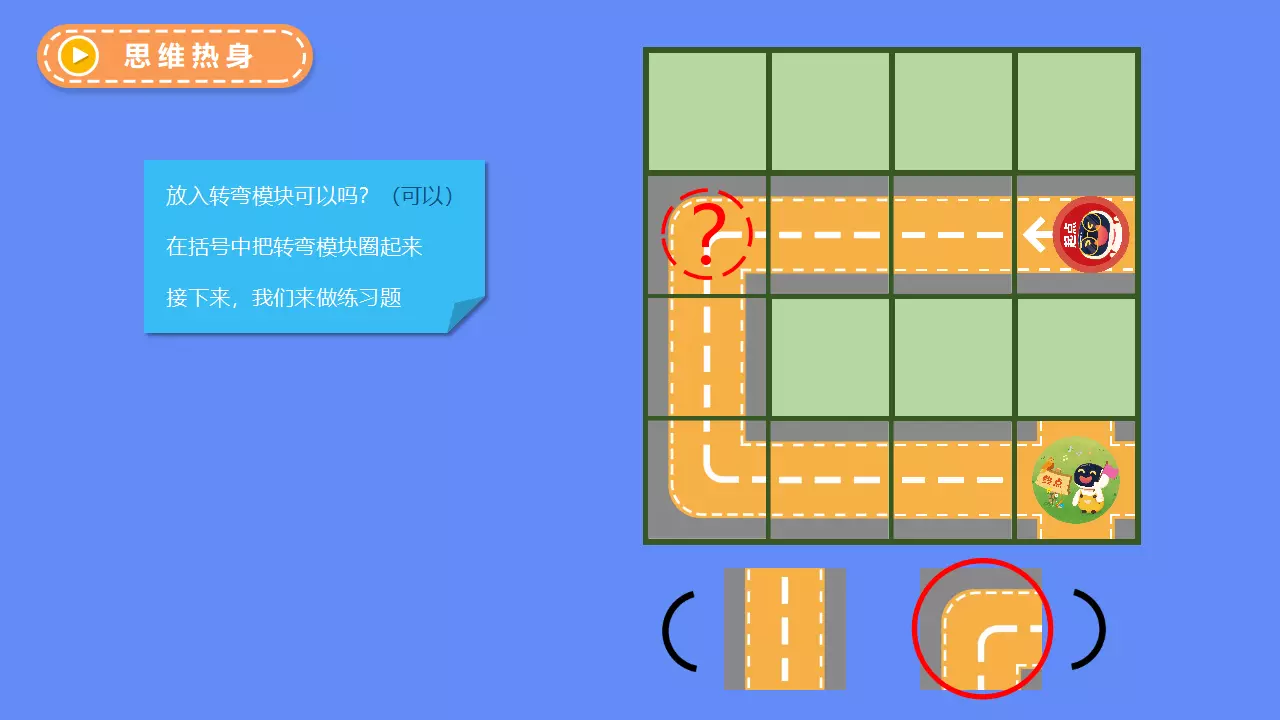 思维热身
放入转弯模块可以吗？（可以）
在括号中把转弯模块圈起来
接下来，我们来做练习题
?
起点
终点
（ ）